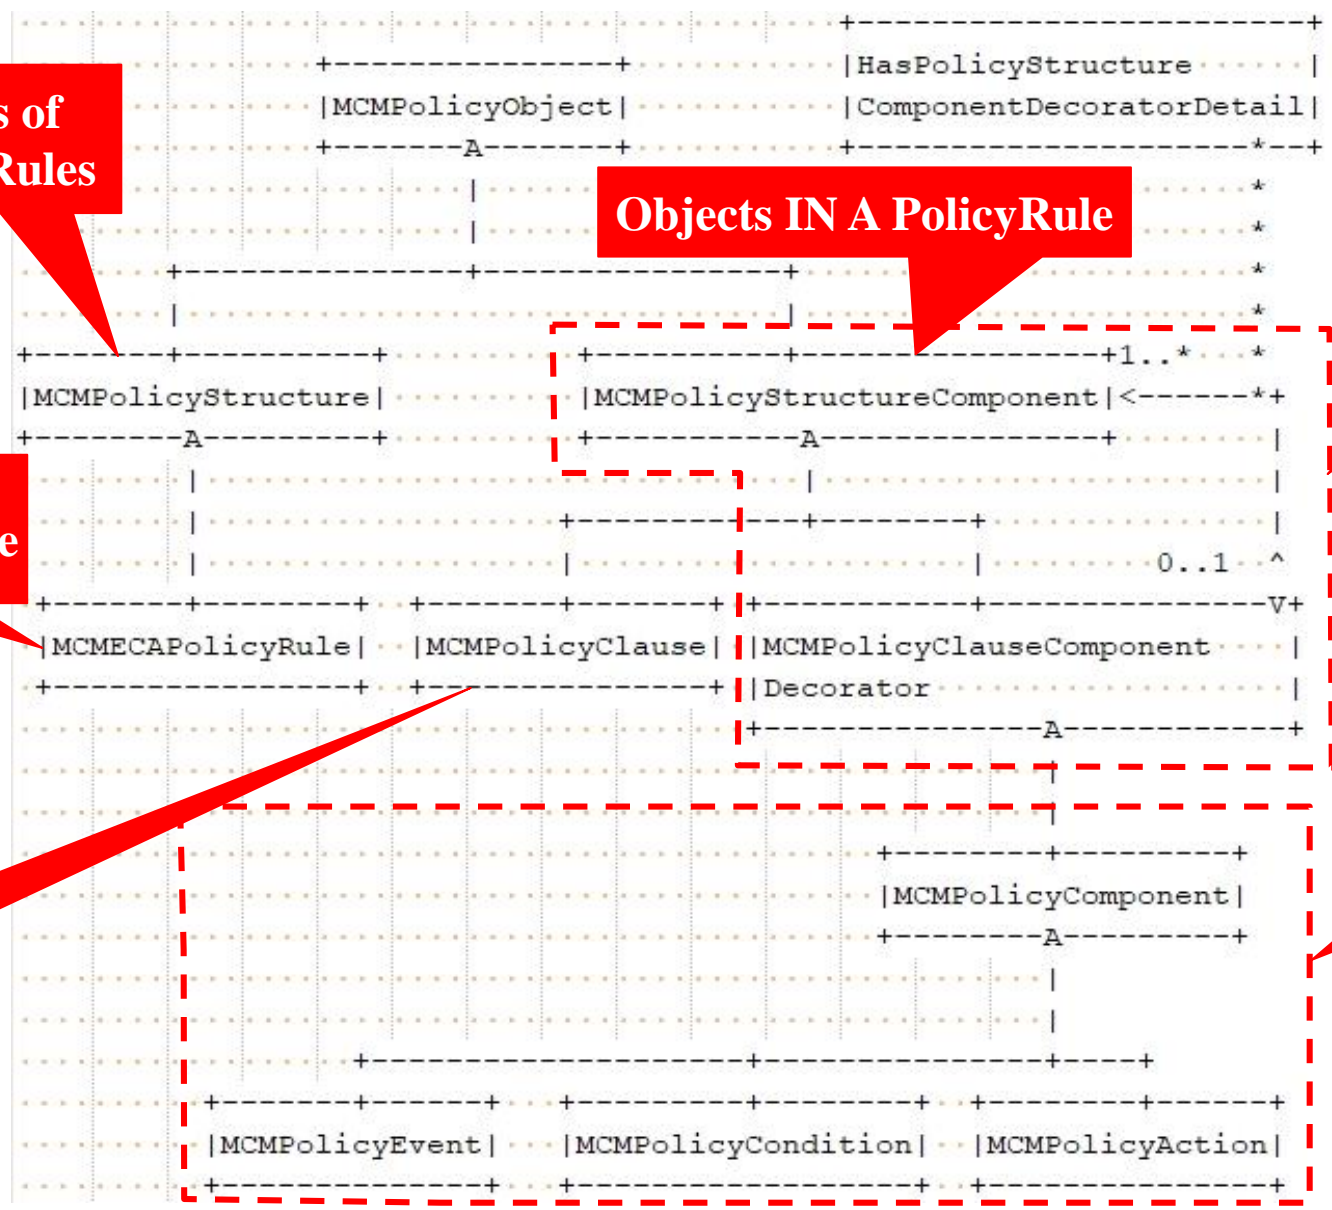 HasPolicyStructure
ComponentDecoratorDetail
MCMPolicyObject
s of
Rules
Objects IN A PolicyRule
1..*
MCMPolicyStructure
MCMPolicyStructureComponent
e
0..1
MCMECAPolicyRule
MCMPolicyClause
MCMPolicyClauseComponent
Decorator
MCMPolicyComponent
MCMPolicyEvent
MCMPolicyCondition
MCMPolicyAction